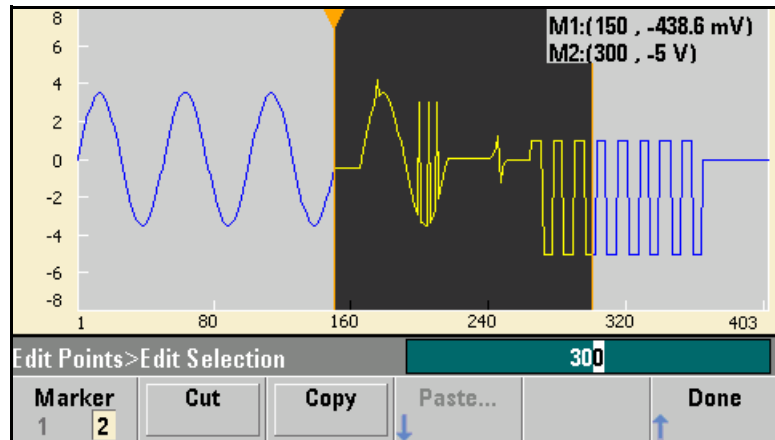 8
M1:(150 , -438.6 mV)
6
M2:(300 , -5 V)
4
2
0
-2
-4
-6
-8
1 80 160 240 320 403
Edit Points>Edit Selection 300
Marker Cut Copy Paste... Done
1 2